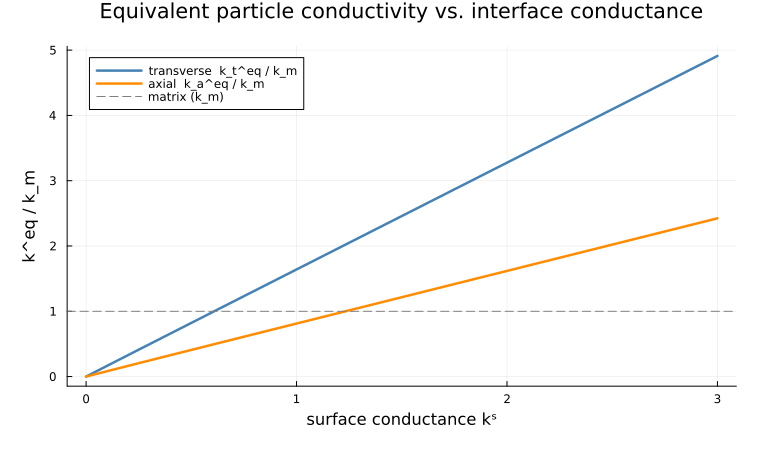 Equivalent particle conductivity vs. interface conductance
transverse  k_t^eq / k_m
axial  k_a^eq / k_m
matrix (k_m)
k^eq / k_m
5
4
3
2
1
0
0
1
2
3
surface conductance kˢ